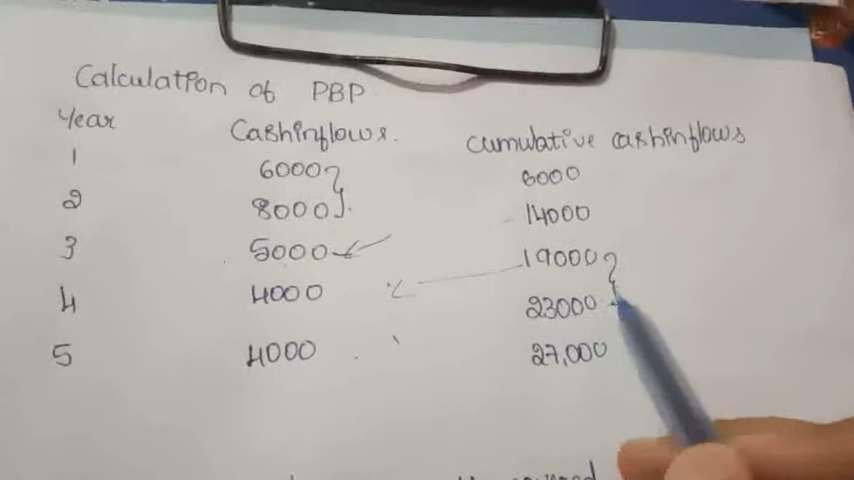 Calculation of PBP.
Year Cashinflows. Cumulative cashinflows
1 6000 6000
2 8000 14000
3 5000 19000
4 4000 23000
5 4000 27,000